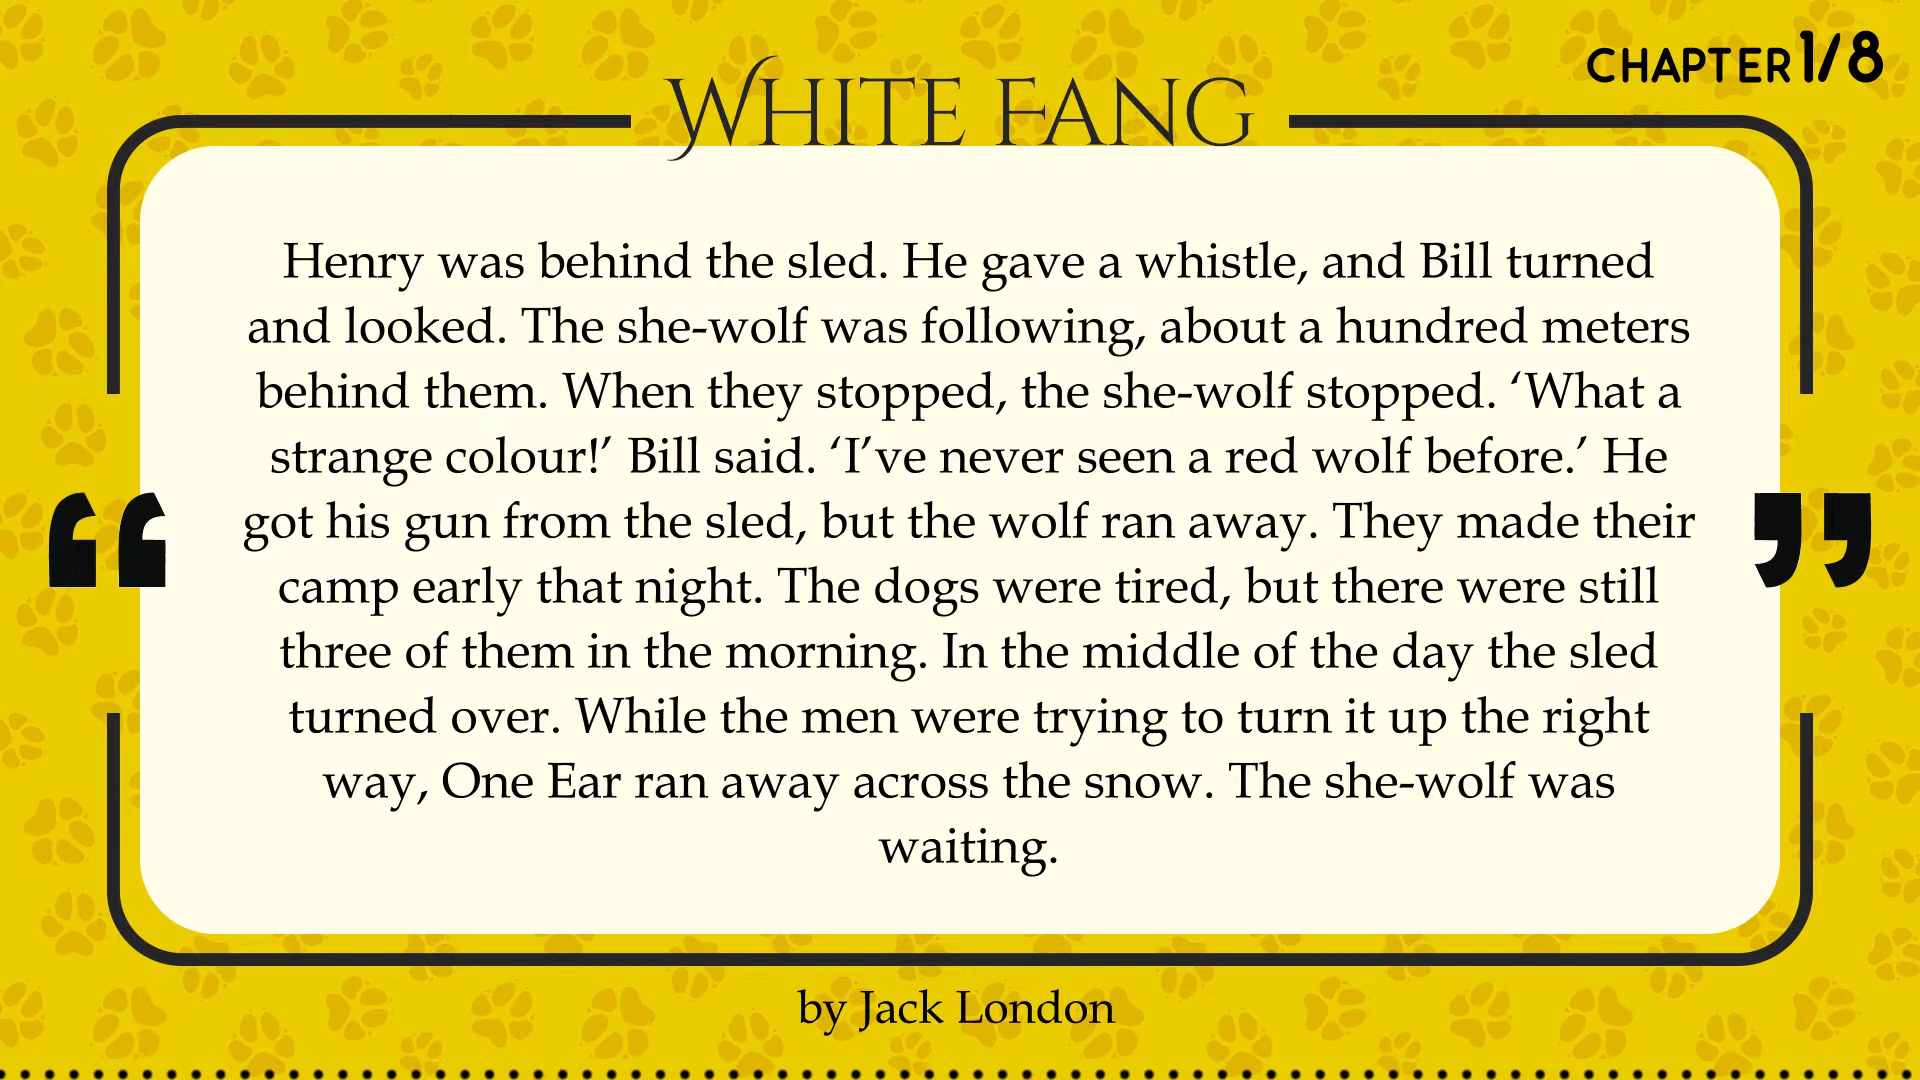 CHAPTER 1/8
WHITE FANG
Henry was behind the sled. He gave a whistle, and Bill turned
and looked. The she-wolf was following, about a hundred meters
behind them. When they stopped, the she-wolf stopped. ‘What a
strange colour!’ Bill said. ‘I’ve never seen a red wolf before.’ He
got his gun from the sled, but the wolf ran away. They made their
camp early that night. The dogs were tired, but there were still
three of them in the morning. In the middle of the day the sled
turned over. While the men were trying to turn it up the right
way, One Ear ran away across the snow. The she-wolf was
waiting.
“ ”
by Jack London